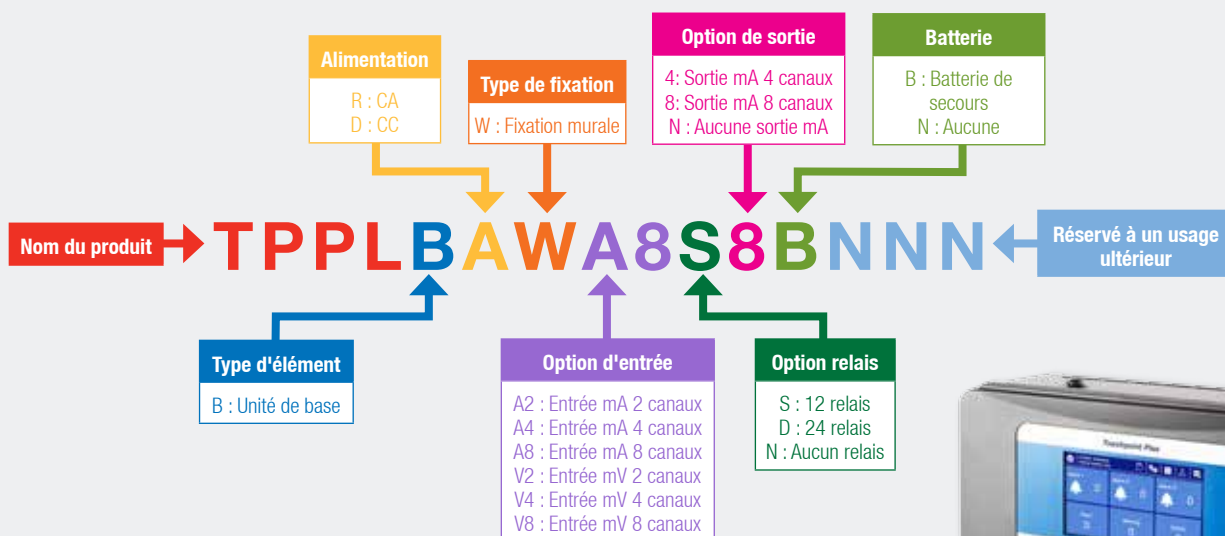 Option de sortie
4: Sortie mA 4 canaux
8: Sortie mA 8 canaux
N : Aucune sortie mA
Batterie
B : Batterie de
secours
N : Aucune
Alimentation
R : CA
D : CC
Type de fixation
W : Fixation murale
Nom du produit
TPPLBAWA8S8BNNN
Réservé à un usage
ultérieur
Type d'élément
B : Unité de base
Option d'entrée
A2 : Entrée mA 2 canaux
A4 : Entrée mA 4 canaux
A8 : Entrée mA 8 canaux
V2 : Entrée mV 2 canaux
V4 : Entrée mV 4 canaux
V8 : Entrée mV 8 canaux
Option relais
S : 12 relais
D : 24 relais
N : Aucun relais
Touchpoint Plus